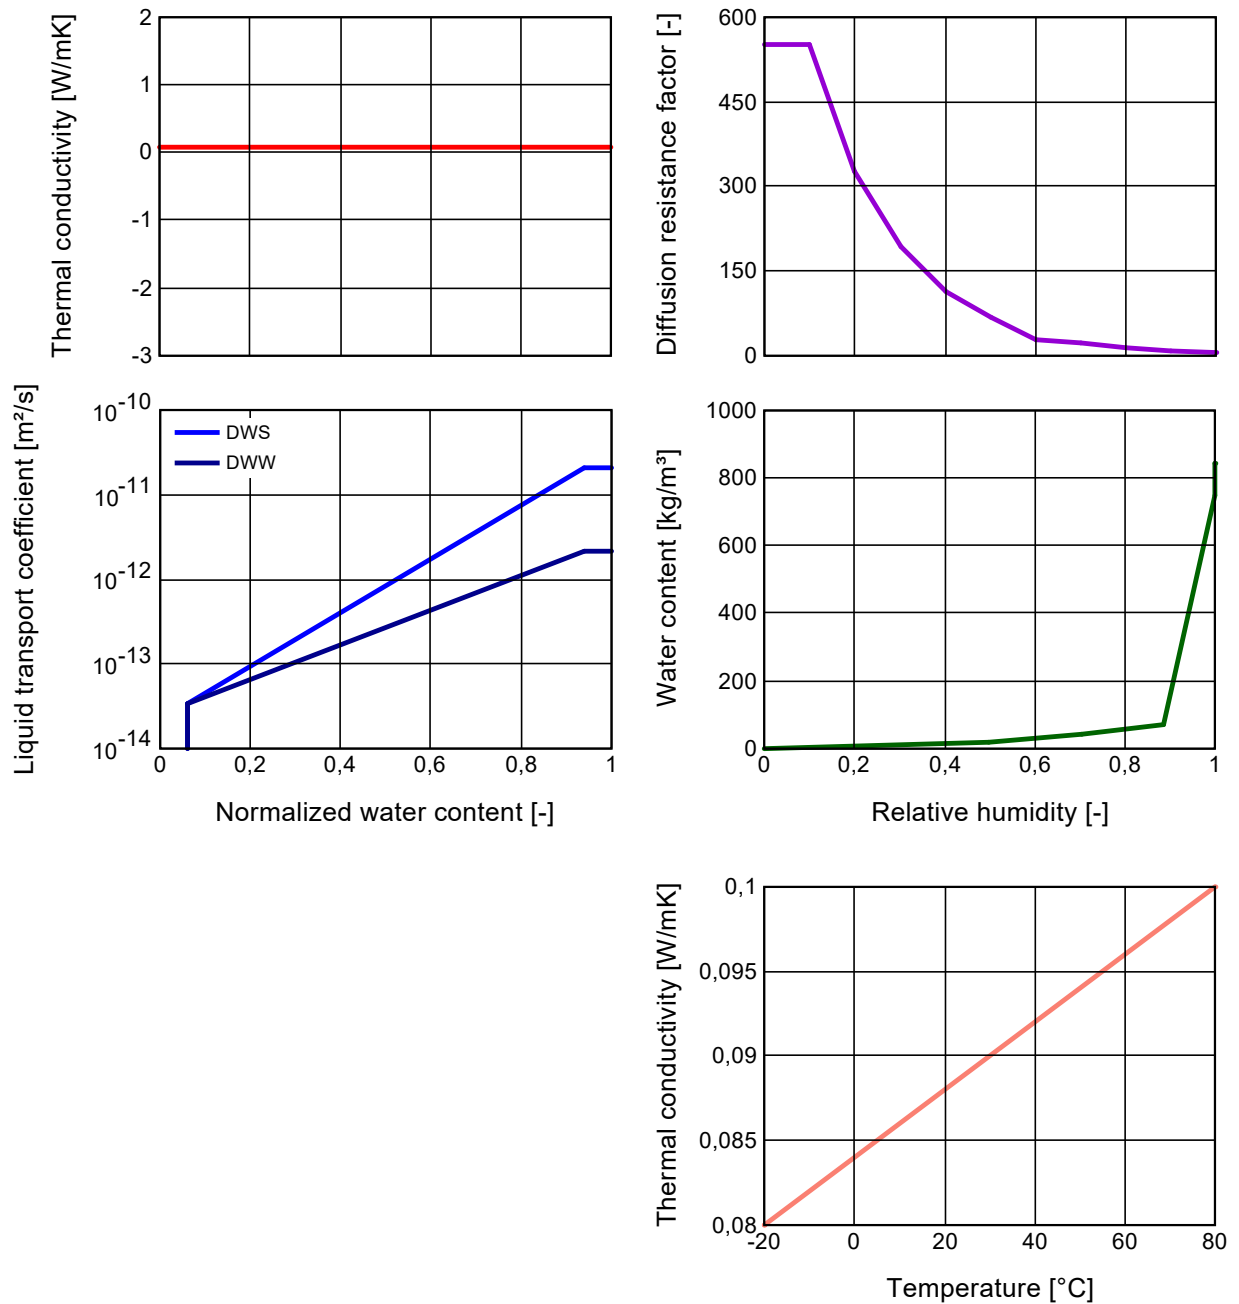 Thermal conductivity [W/mK]
2
1
0
-1
-2
-3
Diffusion resistance factor [-]
600
450
300
150
0
Liquid transport coefficient [m²/s]
10-10
10-11
10-12
10-13
10-14
DWS
DWW
0 0,2 0,4 0,6 0,8 1
Normalized water content [-]
Water content [kg/m³]
1000
800
600
400
200
0
0 0,2 0,4 0,6 0,8 1
Relative humidity [-]
Thermal conductivity [W/mK]
0,1
0,095
0,09
0,085
0,08
-20 0 20 40 60 80
Temperature [°C]